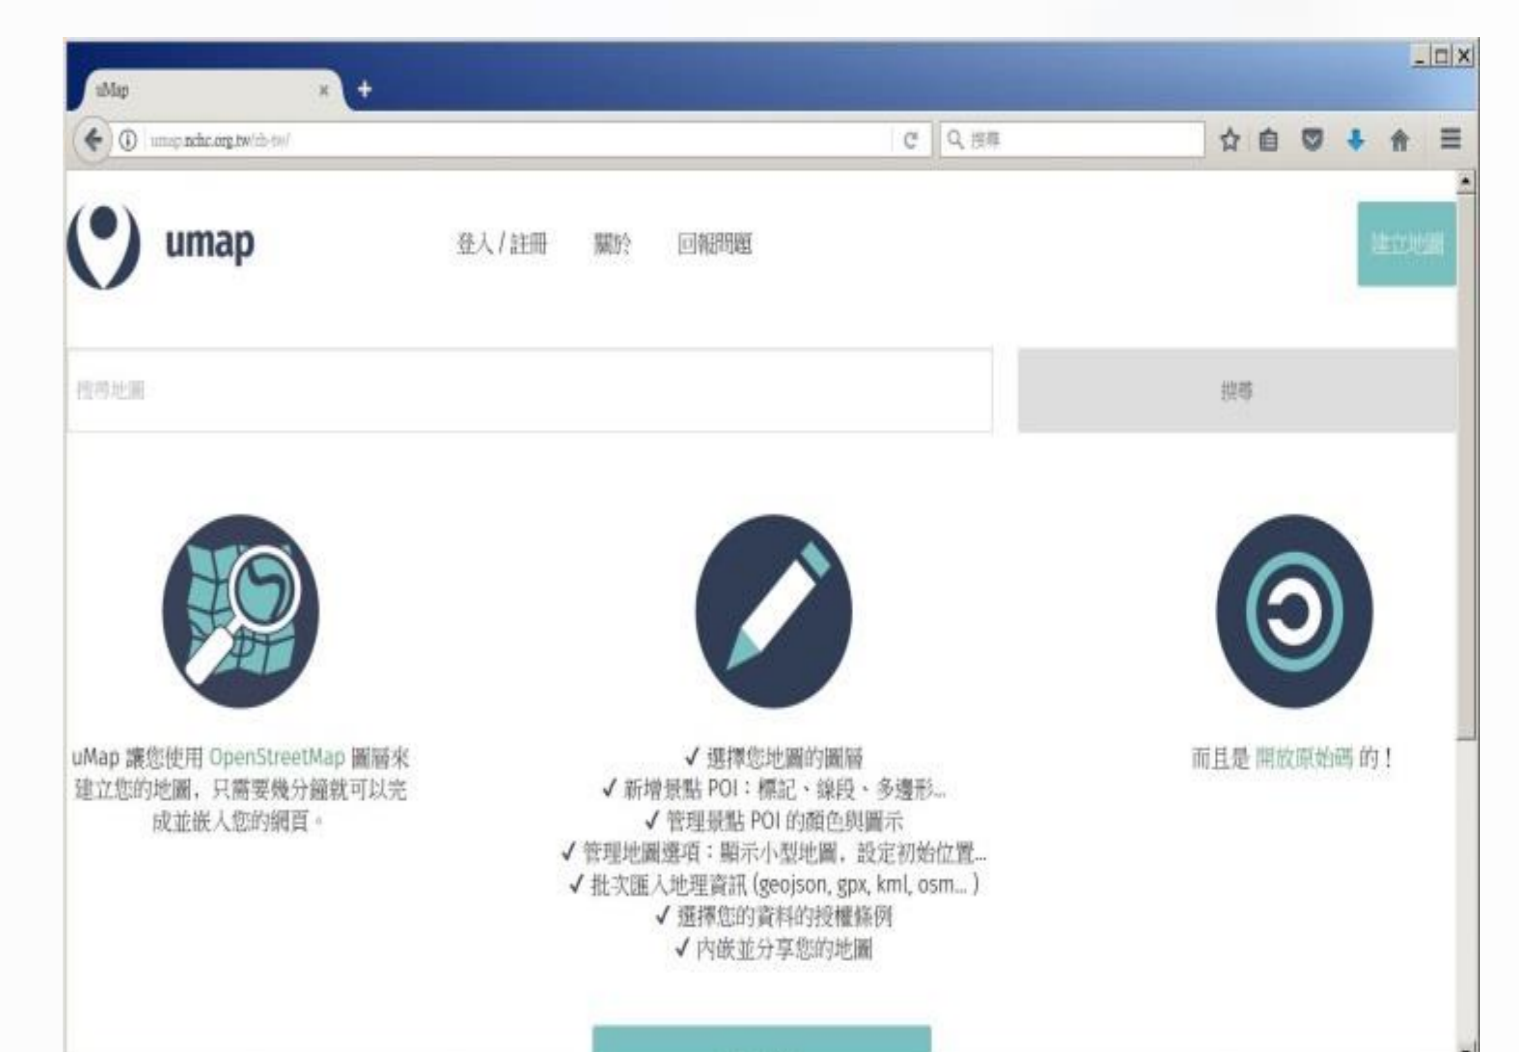 uMap
umap.nchc.org.tw/zh-tw/
搜尋
umap
登入 / 註冊
關於
回報問題
建立地圖
搜尋地圖
搜尋
uMap 讓您使用 OpenStreetMap 圖層來
建立您的地圖，只需要幾分鐘就可以完
成並嵌入您的網頁。
✓ 選擇您地圖的圖層
✓ 新增景點 POI：標記、線段、多邊形...
✓ 管理景點 POI 的顏色與圖示
✓ 管理地圖選項：顯示小型地圖，設定初始位置...
✓ 批次匯入地理資訊 (geojson, gpx, kml, osm... )
✓ 選擇您的資料的授權條例
✓ 內嵌並分享您的地圖
而且是 開放原始碼 的！